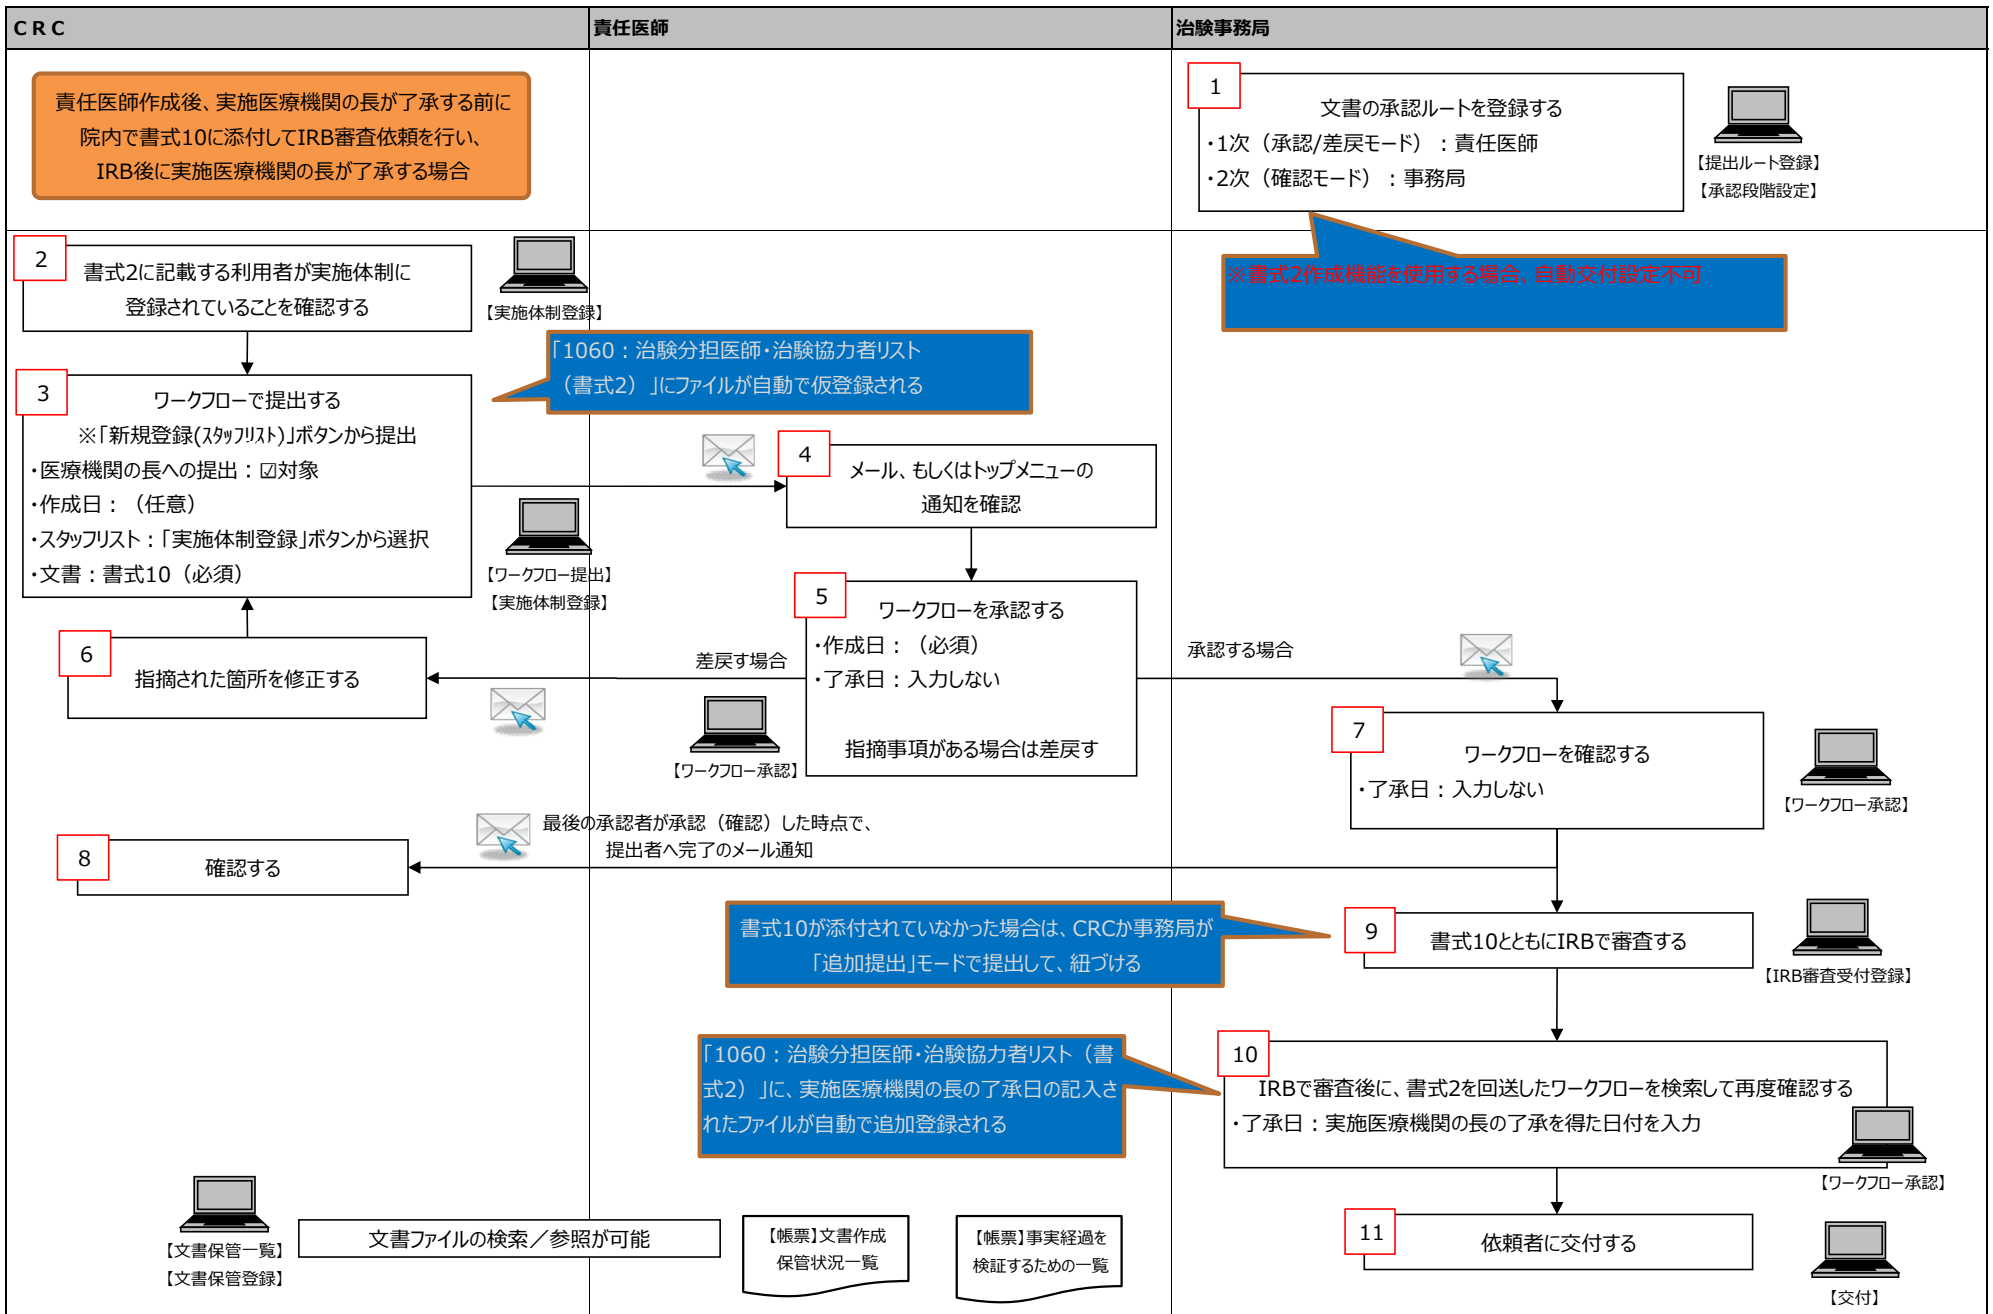 ＣＲＣ
責任医師
治験事務局
責任医師作成後、実施医療機関の長が了承する前に
院内で書式10に添付してIRB審査依頼を行い、
IRB後に実施医療機関の長が了承する場合
1
文書の承認ルートを登録する
・1次（承認/差戻モード）：責任医師
・2次（確認モード）：事務局
【提出ルート登録】
【承認段階設定】
※書式2作成機能を使用する場合、自動交付設定不可
2
書式2に記載する利用者が実施体制に
登録されていることを確認する
【実施体制登録】
「1060：治験分担医師・治験協力者リスト
（書式2）」にファイルが自動で仮登録される
3
ワークフローで提出する
※「新規登録(スタッフリスト)」ボタンから提出
・医療機関の長への提出：☑対象
・作成日：（任意）
・スタッフリスト：「実施体制登録」ボタンから選択
・文書：書式10（必須）
【ワークフロー提出】
【実施体制登録】
4
メール、もしくはトップメニューの
通知を確認
5
ワークフローを承認する
・作成日：（必須）
・了承日：入力しない
指摘事項がある場合は差戻す
【ワークフロー承認】
差戻す場合
承認する場合
6
指摘された箇所を修正する
7
ワークフローを確認する
・了承日：入力しない
【ワークフロー承認】
最後の承認者が承認（確認）した時点で、
提出者へ完了のメール通知
8
確認する
書式10が添付されていなかった場合は、CRCか事務局が
「追加提出」モードで提出して、紐づける
9
書式10とともにIRBで審査する
【IRB審査受付登録】
「1060：治験分担医師・治験協力者リスト（書
式2）」に、実施医療機関の長の了承日の記入さ
れたファイルが自動で追加登録される
10
IRBで審査後に、書式2を回送したワークフローを検索して再度確認する
・了承日：実施医療機関の長の了承を得た日付を入力
【ワークフロー承認】
11
依頼者に交付する
【交付】
【文書保管一覧】
【文書保管登録】
文書ファイルの検索／参照が可能
【帳票】文書作成
保管状況一覧
【帳票】事実経過を
検証するための一覧